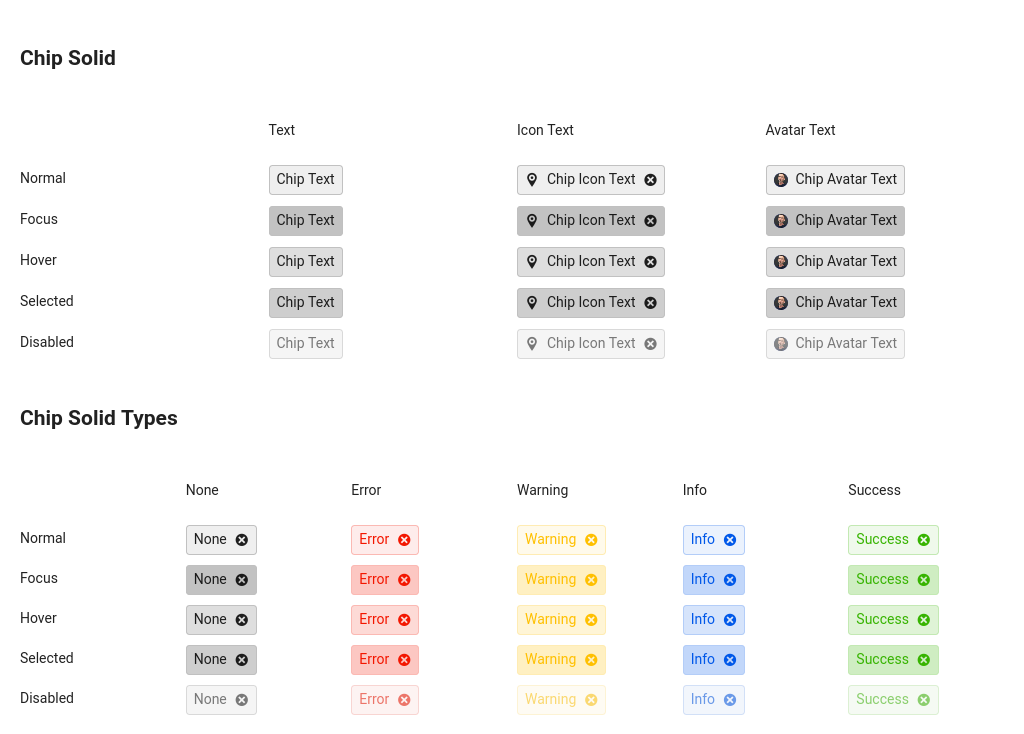 Chip Solid
Text Icon Text Avatar Text
Normal Chip Text Chip Icon Text Chip Avatar Text
Focus Chip Text Chip Icon Text Chip Avatar Text
Hover Chip Text Chip Icon Text Chip Avatar Text
Selected Chip Text Chip Icon Text Chip Avatar Text
Disabled Chip Text Chip Icon Text Chip Avatar Text
Chip Solid Types
None Error Warning Info Success
Normal None Error Warning Info Success
Focus None Error Warning Info Success
Hover None Error Warning Info Success
Selected None Error Warning Info Success
Disabled None Error Warning Info Success